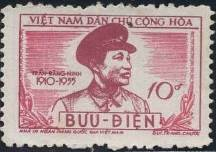 VIỆT NAM DÂN CHỦ CỘNG HÒA
TRẦN-ĐĂNG-NINH
1910-1955
10đ
BƯU-ĐIỆN